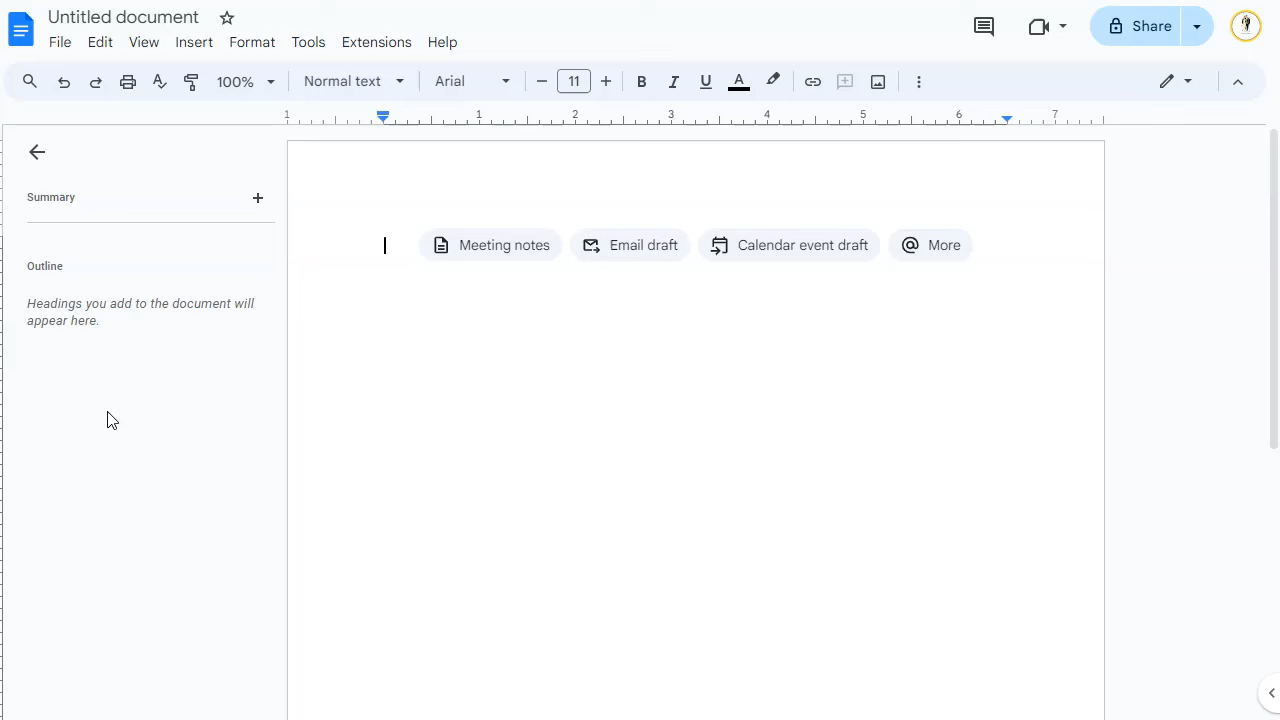 Untitled document
File Edit View Insert Format Tools Extensions Help
Share
100% Normal text Arial 11
1 1 2 3 4 5 6 7
Summary
Outline
Headings you add to the document will
appear here.
Meeting notes Email draft Calendar event draft More